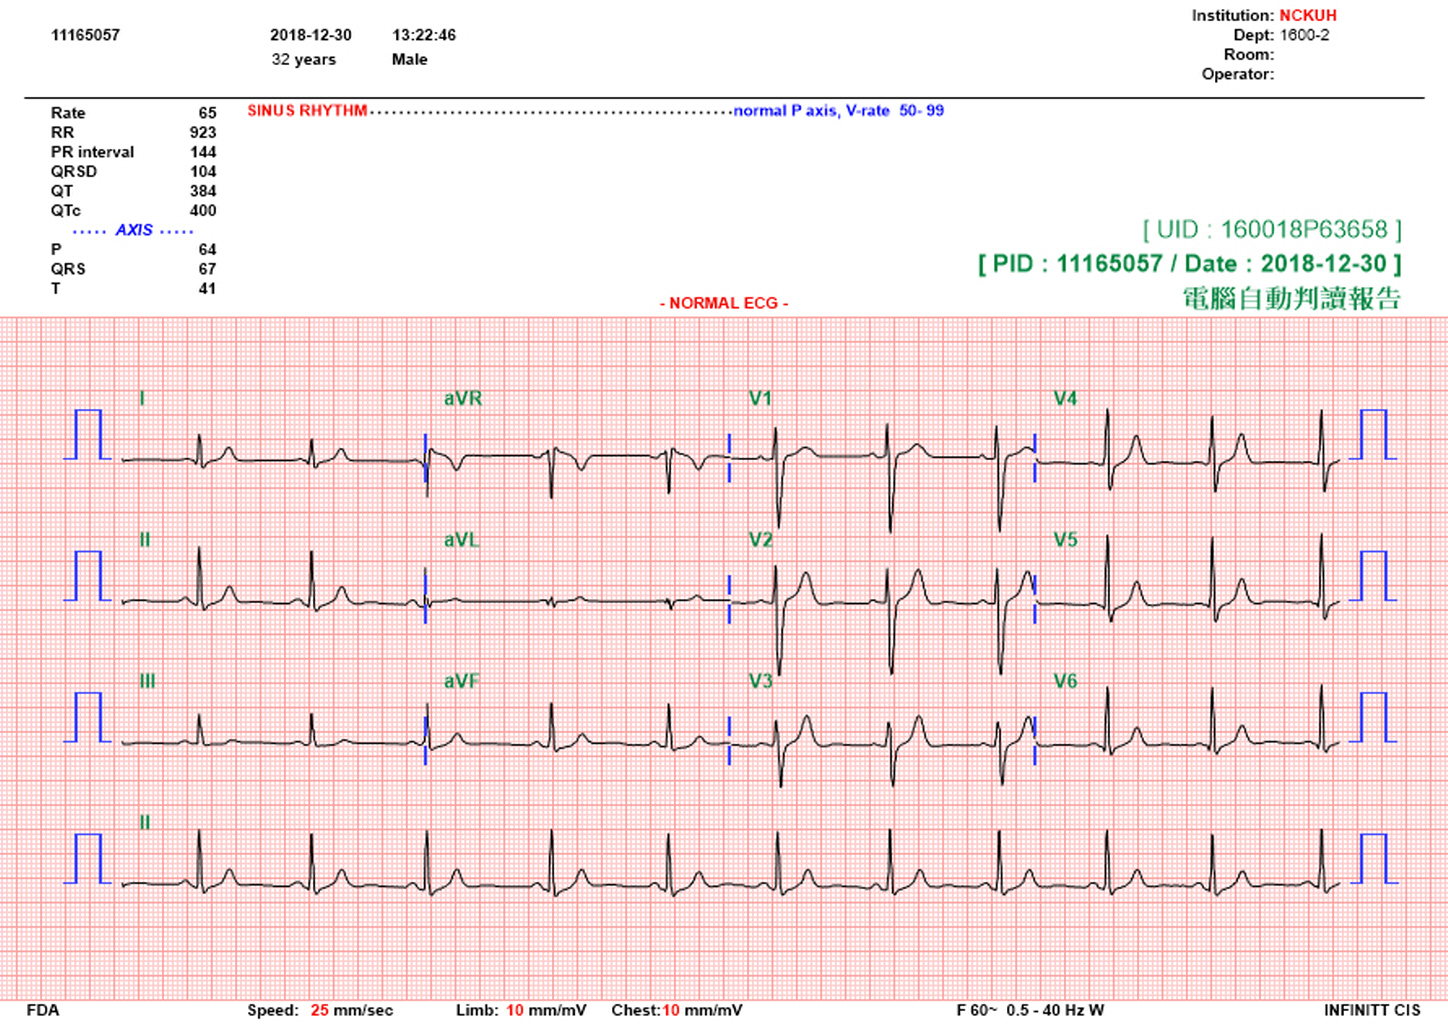 Institution: NCKUH
11165057 2018-12-30 13:22:46 Dept: 1600-2
Room:
32 years Male
Operator:
Rate 65 SINUS RHYTHM normal P axis, V-rate 50- 99
RR 923
PR interval 144
QRSD 104
QT 384
QTc 400
····· AXIS ·····
P 64
QRS 67
T 41
[ UID : 160018P63658 ]
[ PID : 11165057 / Date : 2018-12-30 ]
電腦自動判讀報告
- NORMAL ECG -
I aVR V1 V4
II aVL V2 V5
III aVF V3 V6
II
FDA Speed: 25 mm/sec Limb: 10 mm/mV Chest:10 mm/mV F 60~ 0.5 - 40 Hz W INFINITT CIS